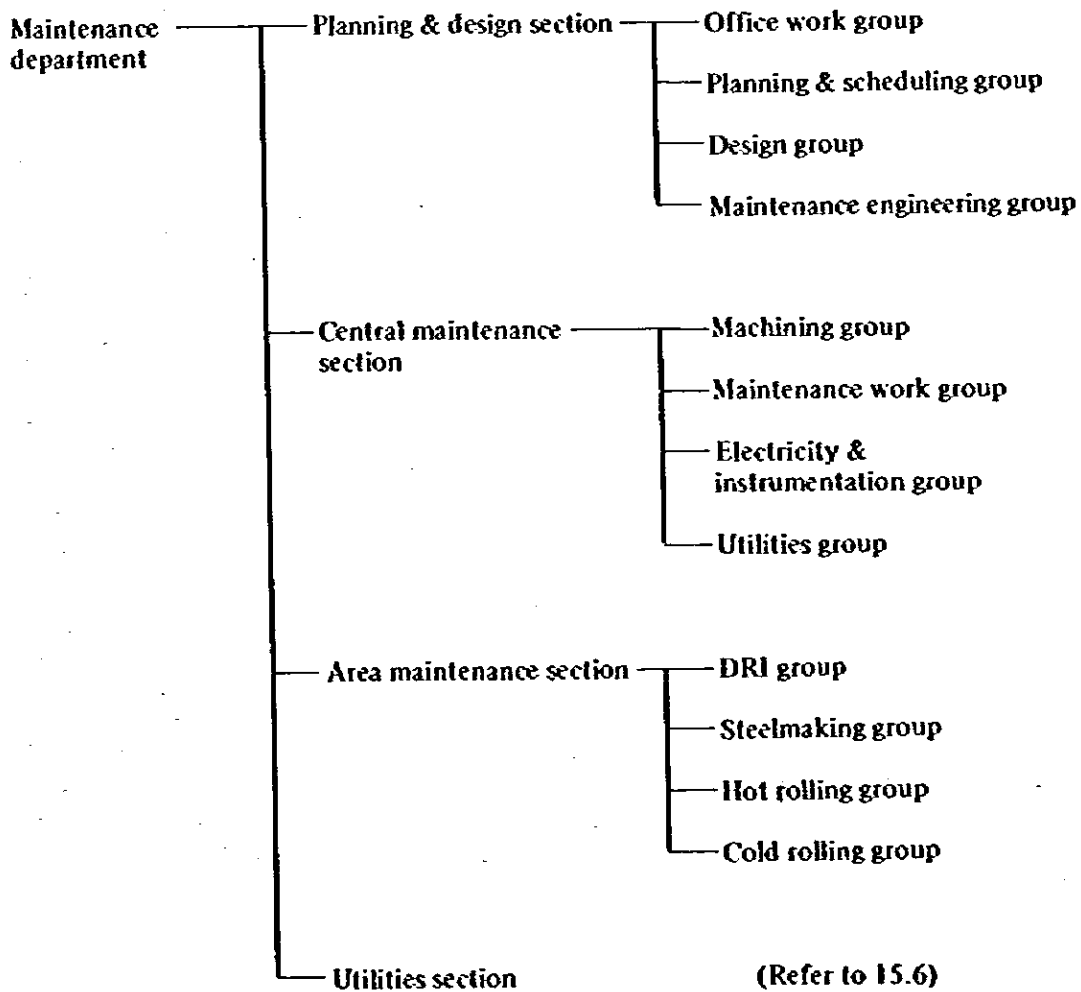 Maintenance
department
Planning & design section
Office work group
Planning & scheduling group
Design group
Maintenance engineering group
Central maintenance
section
Machining group
Maintenance work group
Electricity &
instrumentation group
Utilities group
Area maintenance section
DRI group
Steelmaking group
Hot rolling group
Cold rolling group
Utilities section
(Refer to 15.6)